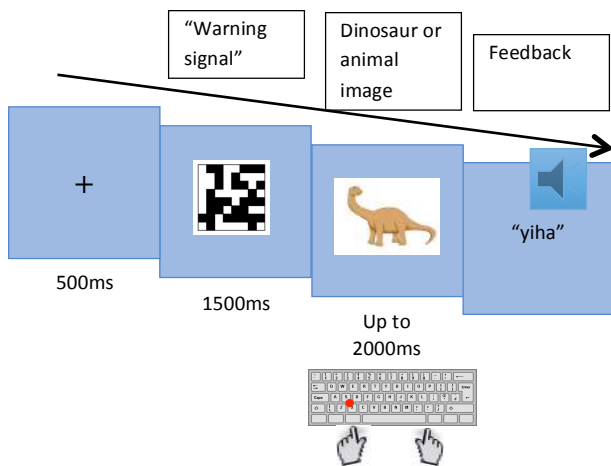 “Warning
signal”
Dinosaur or
animal
image
Feedback
+
“yiha”
500ms
1500ms
Up to
2000ms